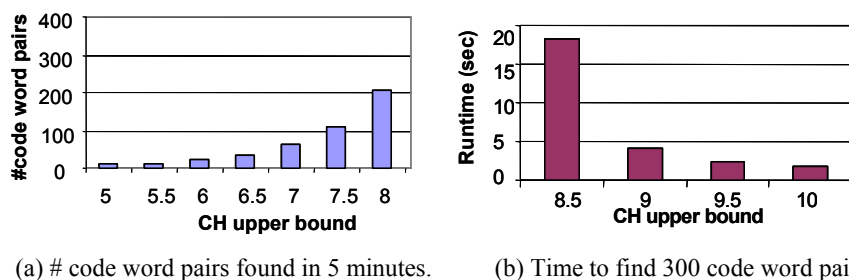 400
300
200
100
0
#code word pairs
5 5.5 6 6.5 7 7.5 8
CH upper bound
(a) # code word pairs found in 5 minutes.
20
15
10
5
0
Runtime (sec)
8.5 9 9.5 10
CH upper bound
(b) Time to find 300 code word pai